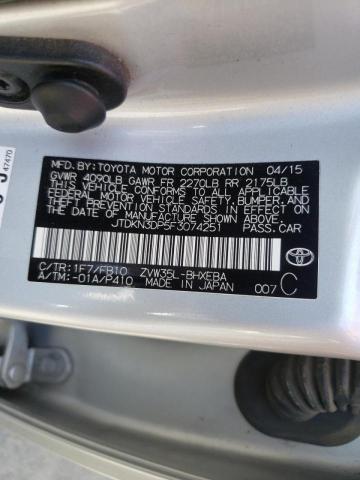 MFD.BY:TOYOTA MOTOR CORPORATION 04/15
GVWR 4090LB GAWR FR 2270LB RR 2175LB
THIS VEHICLE CONFORMS TO ALL APPLICABLE
FEDERAL MOTOR VEHICLE SAFETY, BUMPER, AND
THEFT PREVENTION STANDARDS IN EFFECT ON THE
DATE OF MANUFACTURE SHOWN ABOVE.
JTDKN3DP5F3074251 PASS.CAR
C/TR:1F7/FB10 ZVW35L-BHXEBA
A/TM:-01A/P410 MADE IN JAPAN 007 C
47470